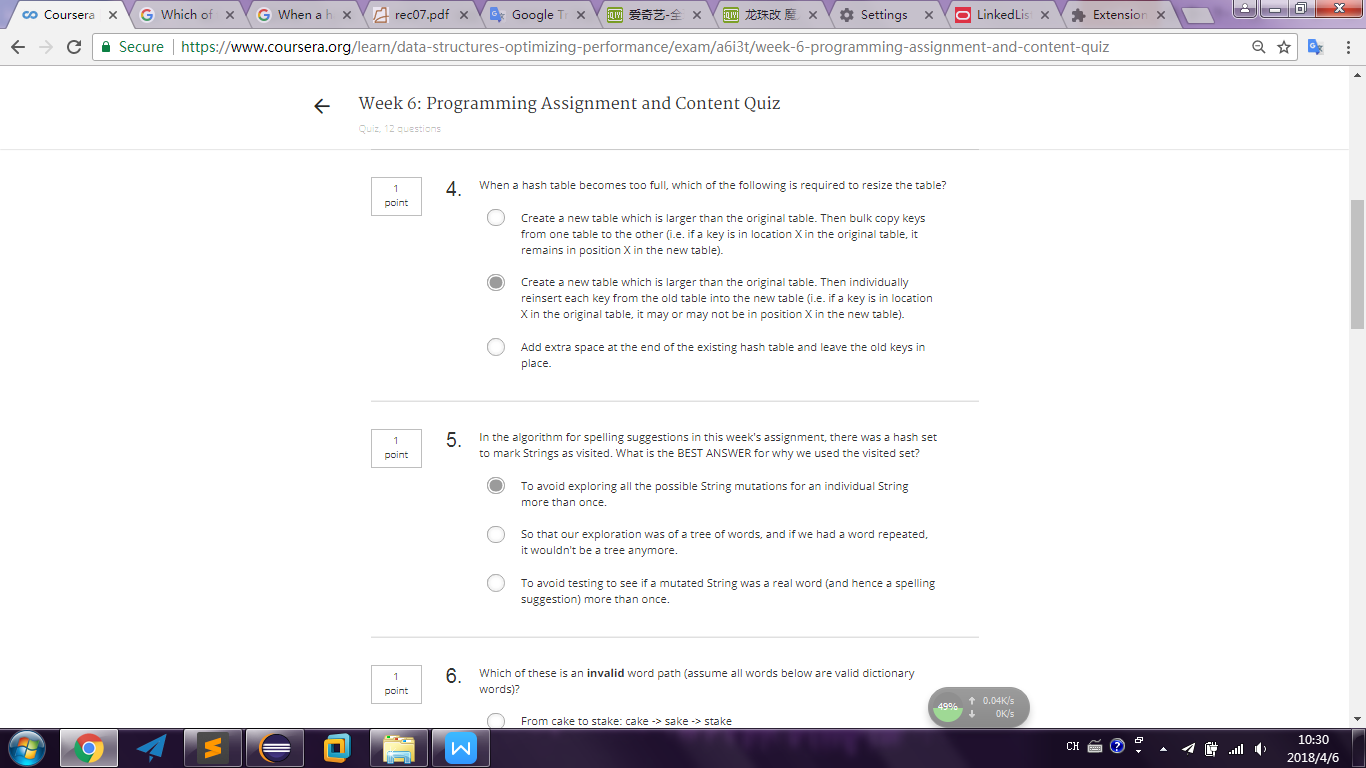 Coursera
Which of
When a h
rec07.pdf
Google Tr
爱奇艺-全
龙珠改 魔
Settings
LinkedLis
Extension
Secure
https://www.coursera.org/learn/data-structures-optimizing-performance/exam/a6i3t/week-6-programming-assignment-and-content-quiz
Week 6: Programming Assignment and Content Quiz
Quiz, 12 questions
1
point
4.
When a hash table becomes too full, which of the following is required to resize the table?
Create a new table which is larger than the original table. Then bulk copy keys
from one table to the other (i.e. if a key is in location X in the original table, it
remains in position X in the new table).
Create a new table which is larger than the original table. Then individually
reinsert each key from the old table into the new table (i.e. if a key is in location
X in the original table, it may or may not be in position X in the new table).
Add extra space at the end of the existing hash table and leave the old keys in
place.
1
point
5.
In the algorithm for spelling suggestions in this week's assignment, there was a hash set
to mark Strings as visited. What is the BEST ANSWER for why we used the visited set?
To avoid exploring all the possible String mutations for an individual String
more than once.
So that our exploration was of a tree of words, and if we had a word repeated,
it wouldn't be a tree anymore.
To avoid testing to see if a mutated String was a real word (and hence a spelling
suggestion) more than once.
1
point
6.
Which of these is an invalid word path (assume all words below are valid dictionary
words)?
From cake to stake: cake -> sake -> stake
49%
0.04K/s
0K/s
CH
10:30
2018/4/6